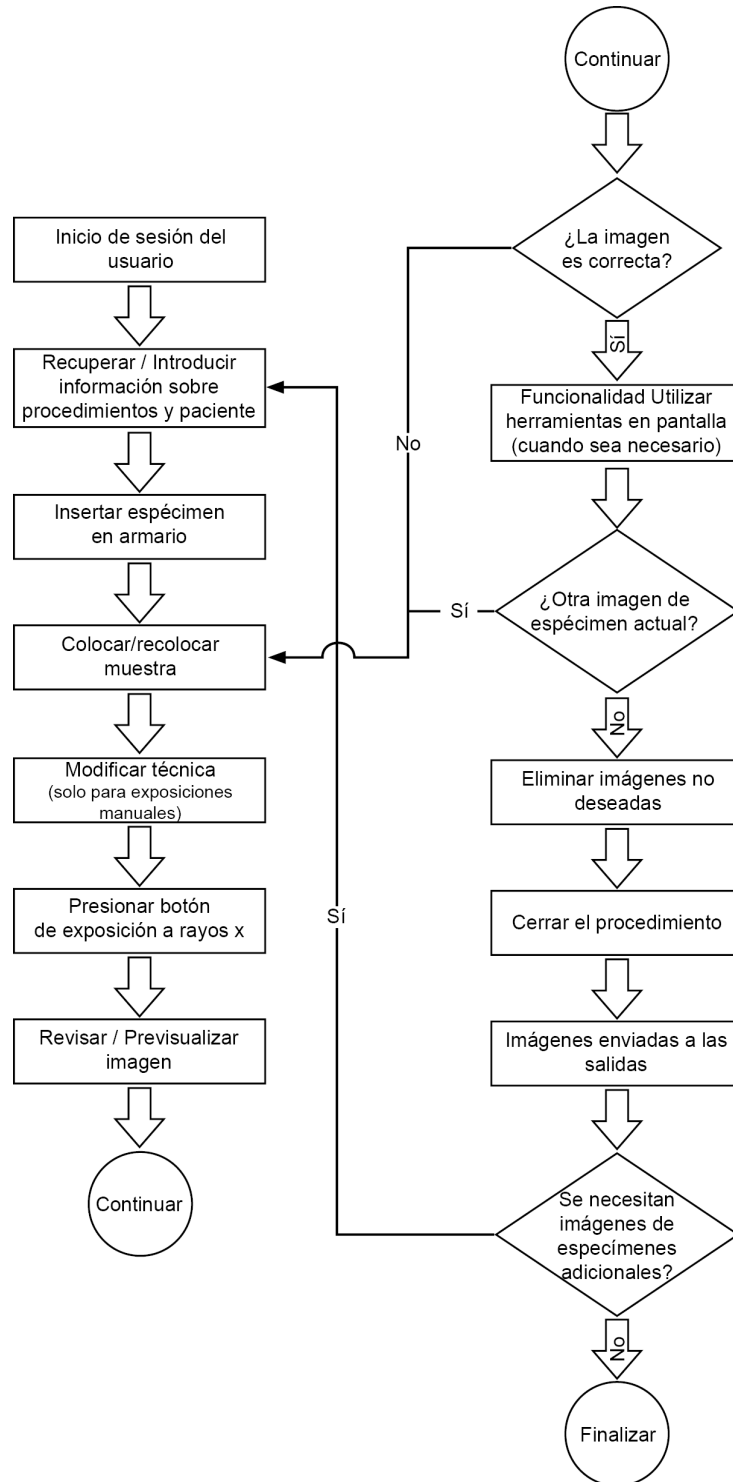 Inicio de sesión del
usuario
Recuperar / Introducir
información sobre
procedimientos y paciente
Insertar espécimen
en armario
Colocar/recolocar
muestra
Modificar técnica
(solo para exposiciones
manuales)
Presionar botón
de exposición a rayos x
Revisar / Previsualizar
imagen
Continuar
Continuar
¿La imagen
es correcta?
No
Sí
Funcionalidad Utilizar
herramientas en pantalla
(cuando sea necesario)
¿Otra imagen de
espécimen actual?
Sí
No
Eliminar imágenes no
deseadas
Cerrar el procedimiento
Imágenes enviadas a las
salidas
Se necesitan
imágenes de
especímenes
adicionales?
Sí
No
Finalizar